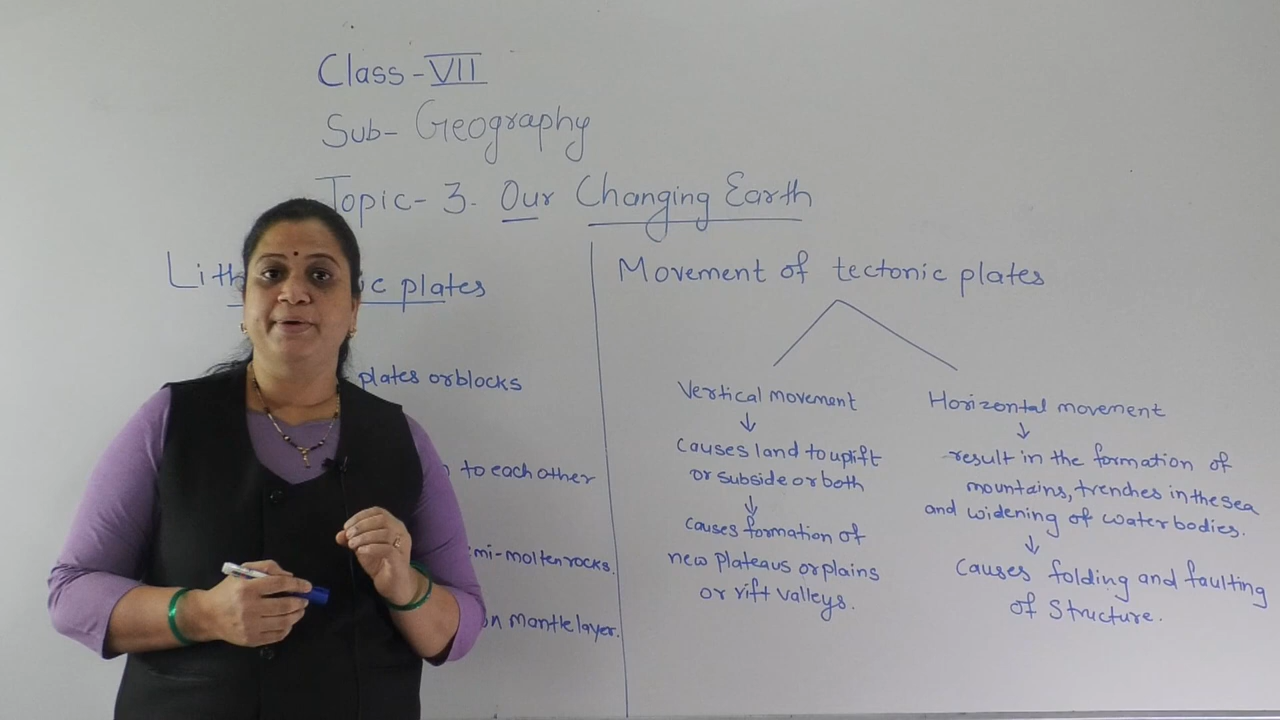 Class - VII
Sub- Geography
Topic- 3. Our Changing Earth
plates
plates or blocks
to each other
molten rocks.
mantle layer.
Movement of tectonic plates
Vertical movement
↓
causes land to uplift
or subside or both
↓
causes formation of
new plateaus or plains
or rift valleys.
Horizontal movement
↓
result in the formation of
mountains, trenches in the sea
and widening of water bodies.
↓
causes folding and faulting
of structure.